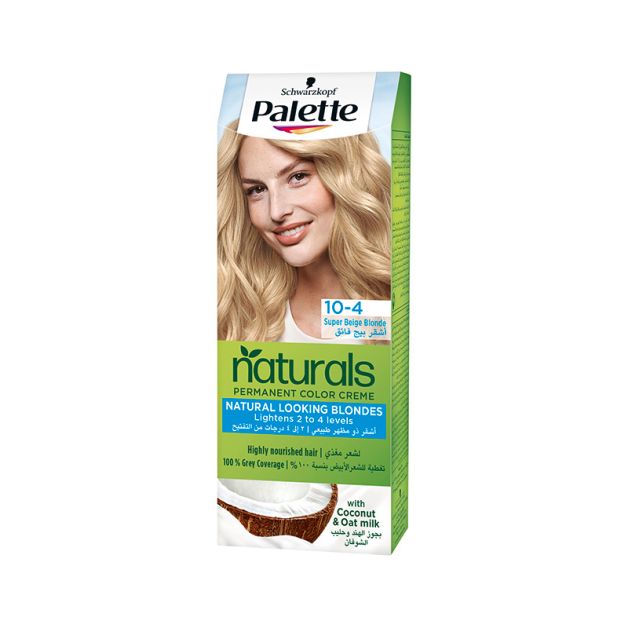 Schwarzkopf
Palette
10-4
Super Beige Blonde
أشقر بيج فائق
naturals
PERMANENT COLOR CREME
NATURAL LOOKING BLONDES
Lightens 2 to 4 levels
أشقر ذو مظهر طبيعي | ٢ إلى ٤ درجات من التفتيح
Highly nourished hair | لشعر مغذي
100 % Grey Coverage | تغطية للشعر الأبيض بنسبة ١٠٠ %
with
Coconut
& Oat milk
بجوز الهند وحليب
الشوفان